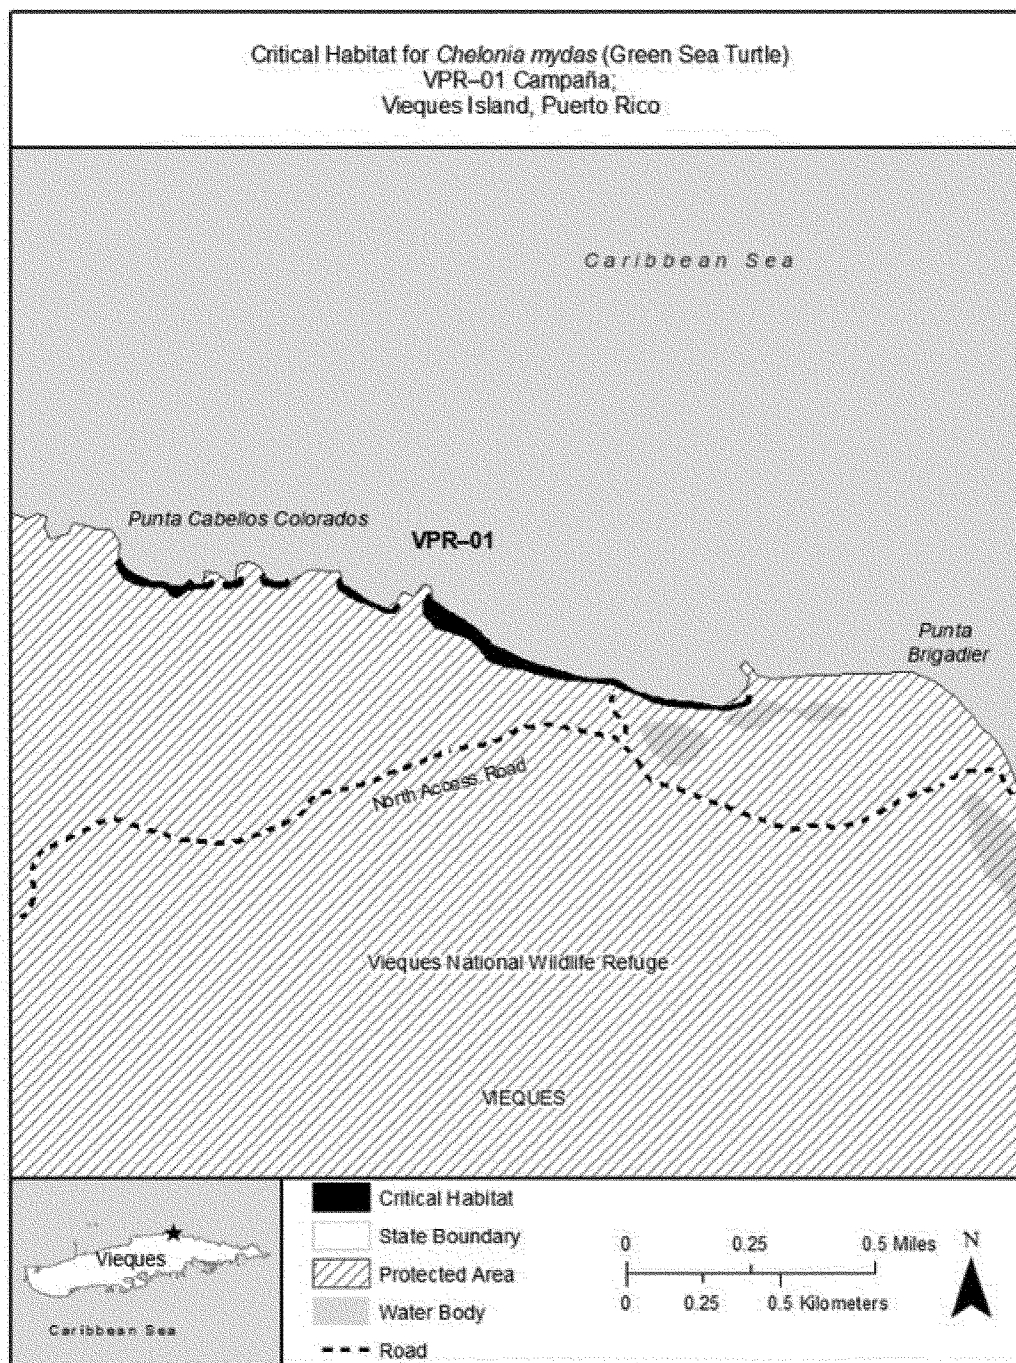 Critical Habitat for Chelonia mydas (Green Sea Turtle)
VPR–01 Campaña;
Vieques Island, Puerto Rico
Caribbean Sea
Punta Cabellos Colorados
VPR–01
Punta
Brigadier
North Access Road
Vieques National Wildlife Refuge
VIEQUES
Vieques
Caribbean Sea
Critical Habitat
State Boundary
Protected Area
Water Body
Road
0 0.25 0.5 Miles
0 0.25 0.5 Kilometers
N